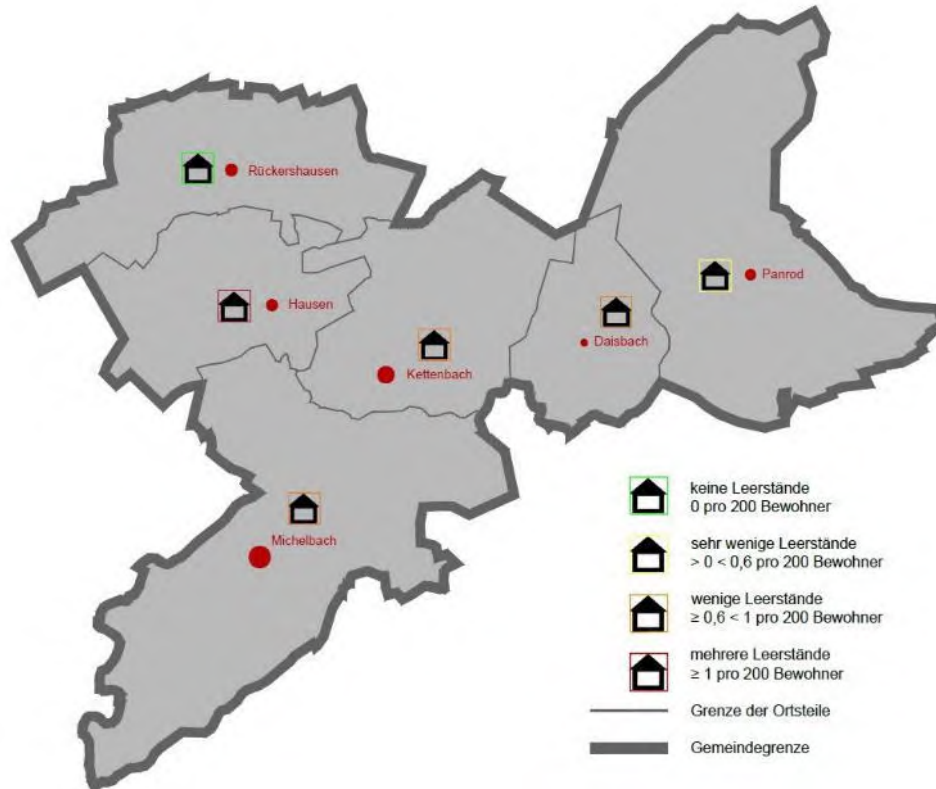 Rückershausen
Hausen
Panrod
Daisbach
Kettenbach
Michelbach
keine Leerstände
0 pro 200 Bewohner
sehr wenige Leerstände
> 0 < 0,6 pro 200 Bewohner
wenige Leerstände
≥ 0,6 < 1 pro 200 Bewohner
mehrere Leerstände
≥ 1 pro 200 Bewohner
Grenze der Ortsteile
Gemeindegrenze